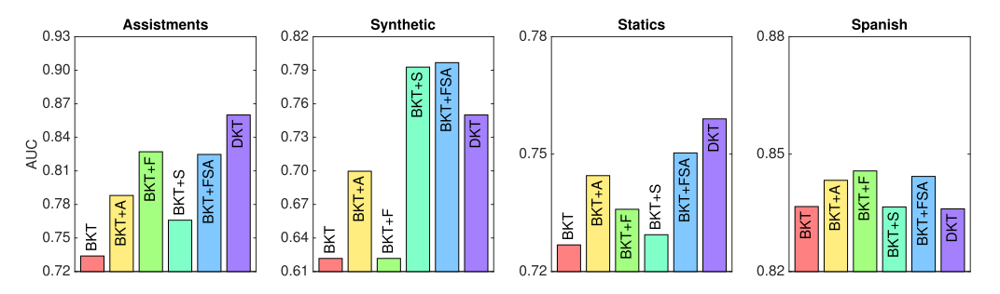 Assistments
0.93
0.90
0.87
0.84
0.81
0.78
0.75
0.72
AUC
BKT
BKT+A
BKT+F
BKT+S
BKT+FSA
DKT
Synthetic
0.82
0.79
0.76
0.73
0.70
0.67
0.64
0.61
BKT
BKT+A
BKT+F
BKT+S
BKT+FSA
DKT
Statics
0.78
0.75
0.72
BKT
BKT+A
BKT+F
BKT+S
BKT+FSA
DKT
Spanish
0.88
0.85
0.82
BKT
BKT+A
BKT+F
BKT+S
BKT+FSA
DKT